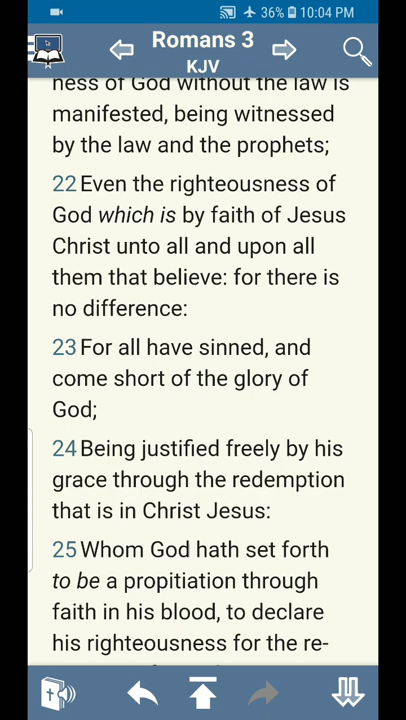 36% 10:04 PM
Romans 3
KJV
ness of God without the law is
manifested, being witnessed
by the law and the prophets;
22 Even the righteousness of
God which is by faith of Jesus
Christ unto all and upon all
them that believe: for there is
no difference:
23 For all have sinned, and
come short of the glory of
God;
24 Being justified freely by his
grace through the redemption
that is in Christ Jesus:
25 Whom God hath set forth
to be a propitiation through
faith in his blood, to declare
his righteousness for the re-